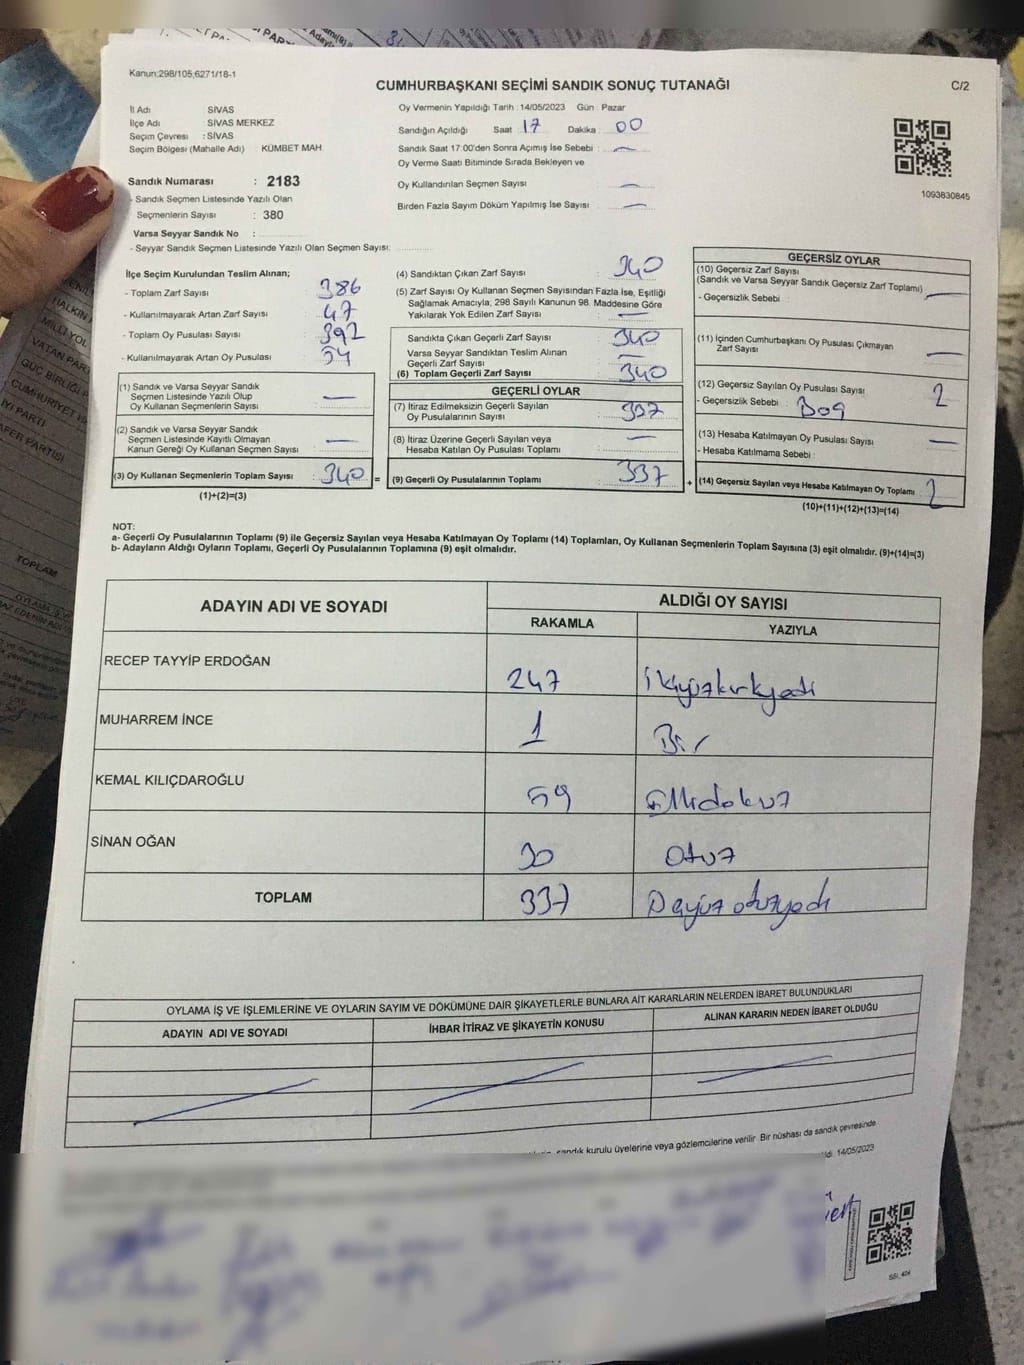 Kanun:298/105;6271/18-1
CUMHURBAŞKANI SEÇİMİ SANDIK SONUÇ TUTANAĞI
C/2
İl Adı : SİVAS
İlçe Adı : SİVAS MERKEZ
Seçim Çevresi : SİVAS
Seçim Bölgesi (Mahalle Adı) : KÜMBET MAH
Sandık Numarası : 2183
- Sandık Seçmen Listesinde Yazılı Olan
Seçmenlerin Sayısı : 380
Varsa Seyyar Sandık No :
- Seyyar Sandık Seçmen Listesinde Yazılı Olan Seçmen Sayısı:
Oy Vermenin Yapıldığı Tarih : 14/05/2023 Gün : Pazar
Sandığın Açıldığı Saat 17 Dakika 00
Sandık Saat 17:00'den Sonra Açımış İse Sebebi : —
Oy Verme Saati Bitiminde Sırada Bekleyen ve
Oy Kullandırılan Seçmen Sayısı : —
Birden Fazla Sayım Döküm Yapılmış İse Sayısı : —
1093830845
İlçe Seçim Kurulundan Teslim Alınan;
- Toplam Zarf Sayısı : 386
- Kullanılmayarak Artan Zarf Sayısı : 47
- Toplam Oy Pusulası Sayısı : 392
- Kullanılmayarak Artan Oy Pusulası : 54
(1) Sandık ve Varsa Seyyar Sandık
Seçmen Listesinde Yazılı Olup
Oy Kullanan Seçmenlerin Sayısı : —
(2) Sandık ve Varsa Seyyar Sandık
Seçmen Listesinde Kayıtlı Olmayan
Kanun Gereği Oy Kullanan Seçmen Sayısı : —
(3) Oy Kullanan Seçmenlerin Toplam Sayısı : 340 =
(1)+(2)=(3)
(4) Sandıktan Çıkan Zarf Sayısı : 340
(5) Zarf Sayısı Oy Kullanan Seçmen Sayısından Fazla İse, Eşitliği
Sağlamak Amacıyla, 298 Sayılı Kanunun 98. Maddesine Göre
Yakılarak Yok Edilen Zarf Sayısı : —
Sandıkta Çıkan Geçerli Zarf Sayısı : 340
Varsa Seyyar Sandıktan Teslim Alınan
Geçerli Zarf Sayısı : —
(6) Toplam Geçerli Zarf Sayısı : 340
GEÇERLİ OYLAR
(7) İtiraz Edilmeksizin Geçerli Sayılan
Oy Pusulalarının Sayısı : 337
(8) İtiraz Üzerine Geçerli Sayılan veya
Hesaba Katılan Oy Pusulası Toplamı : —
(9) Geçerli Oy Pusulalarının Toplamı : 337 +
GEÇERSİZ OYLAR
(10) Geçersiz Zarf Sayısı
(Sandık ve Varsa Seyyar Sandık Geçersiz Zarf Toplamı) : —
- Geçersizlik Sebebi :
(11) İçinden Cumhurbaşkanı Oy Pusulası Çıkmayan
Zarf Sayısı : —
(12) Geçersiz Sayılan Oy Pusulası Sayısı : 2
- Geçersizlik Sebebi : Boş
(13) Hesaba Katılmayan Oy Pusulası Sayısı : —
- Hesaba Katılmama Sebebi :
(14) Geçersiz Sayılan veya Hesaba Katılmayan Oy Toplamı : 2
(10)+(11)+(12)+(13)=(14)
NOT:
a- Geçerli Oy Pusulalarının Toplamı (9) ile Geçersiz Sayılan veya Hesaba Katılmayan Oy Toplamı (14) Toplamları, Oy Kullanan Seçmenlerin Toplam Sayısına (3) eşit olmalıdır. (9)+(14)=(3)
b- Adayların Aldığı Oyların Toplamı, Geçerli Oy Pusulalarının Toplamına (9) eşit olmalıdır.
ADAYIN ADI VE SOYADI
ALDIĞI OY SAYISI
RAKAMLA YAZIYLA
RECEP TAYYİP ERDOĞAN 247 İkiyüzkırkyedi
MUHARREM İNCE 1 Bir
KEMAL KILIÇDAROĞLU 59 Ellidokuz
SİNAN OĞAN 30 Otuz
TOPLAM 337
OYLAMA İŞ VE İŞLEMLERİNE VE OYLARIN SAYIM VE DÖKÜMÜNE DAİR ŞİKAYETLERLE BUNLARA AİT KARARLARIN NELERDEN İBARET BULUNDUKLARI
ADAYIN ADI VE SOYADI
İHBAR İTİRAZ VE ŞİKAYETİN KONUSU
ALINAN KARARIN NEDEN İBARET OLDUĞU
sandık kurulu üyelerine veya gözlemcilerine verilir. Bir nüshası da sandık çevresinde
14/05/2023